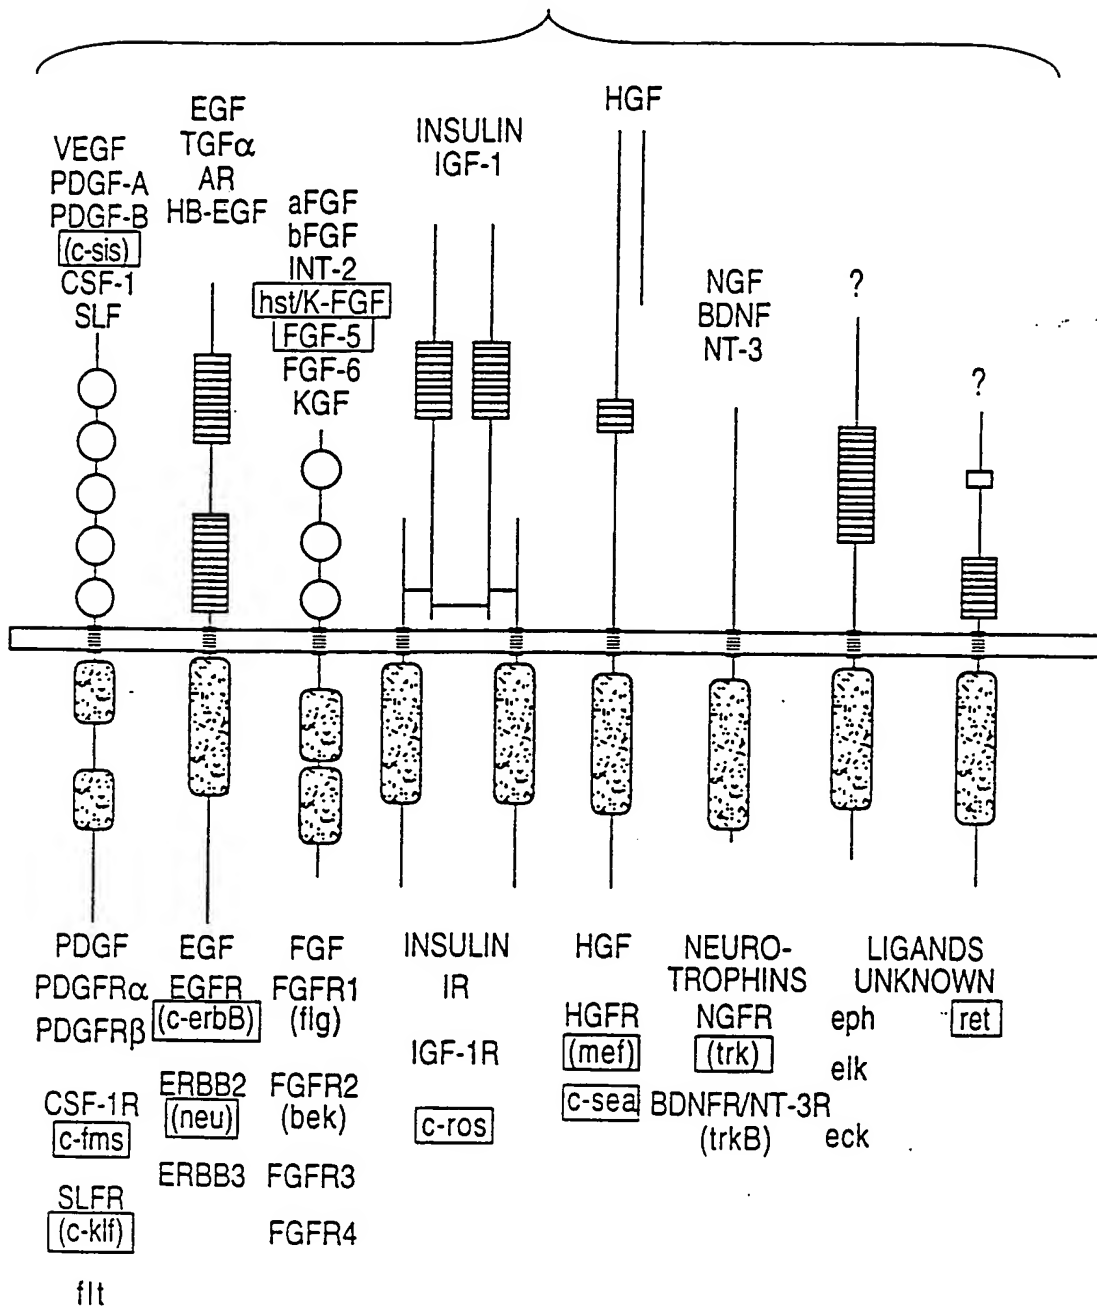 VEGF
PDGF-A
PDGF-B
(c-sis)
CSF-1
SLF
EGF
TGFα
AR
HB-EGF
aFGF
bFGF
INT-2
hst/K-FGF
FGF-5
FGF-6
KGF
INSULIN
IGF-1
HGF
NGF
BDNF
NT-3
?
?
PDGF
PDGFRα
PDGFRβ
CSF-1R
c-fms
SLFR
(c-klf)
flt
EGF
EGFR
(c-erbB)
ERBB2
(neu)
ERBB3
FGF
FGFR1
(flg)
FGFR2
(bek)
FGFR3
FGFR4
INSULIN
IR
IGF-1R
c-ros
HGF
HGFR
(mef)
c-sea
NEURO-
TROPHINS
NGFR
(trk)
BDNFR/NT-3R
(trkB)
LIGANDS
UNKNOWN
eph
elk
eck
ret